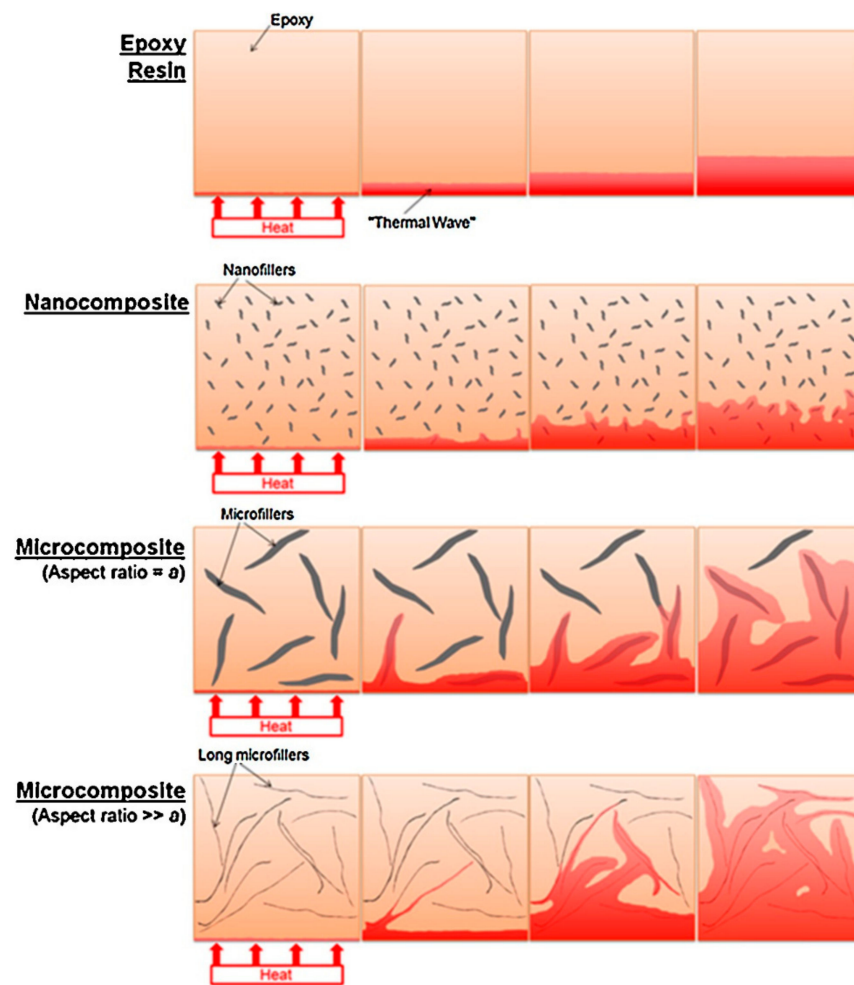 Epoxy
Epoxy
Resin
Heat
"Thermal Wave"
Nanofillers
Nanocomposite
Heat
Microfillers
Microcomposite
(Aspect ratio = a)
Heat
Long microfillers
Microcomposite
(Aspect ratio >> a)
Heat